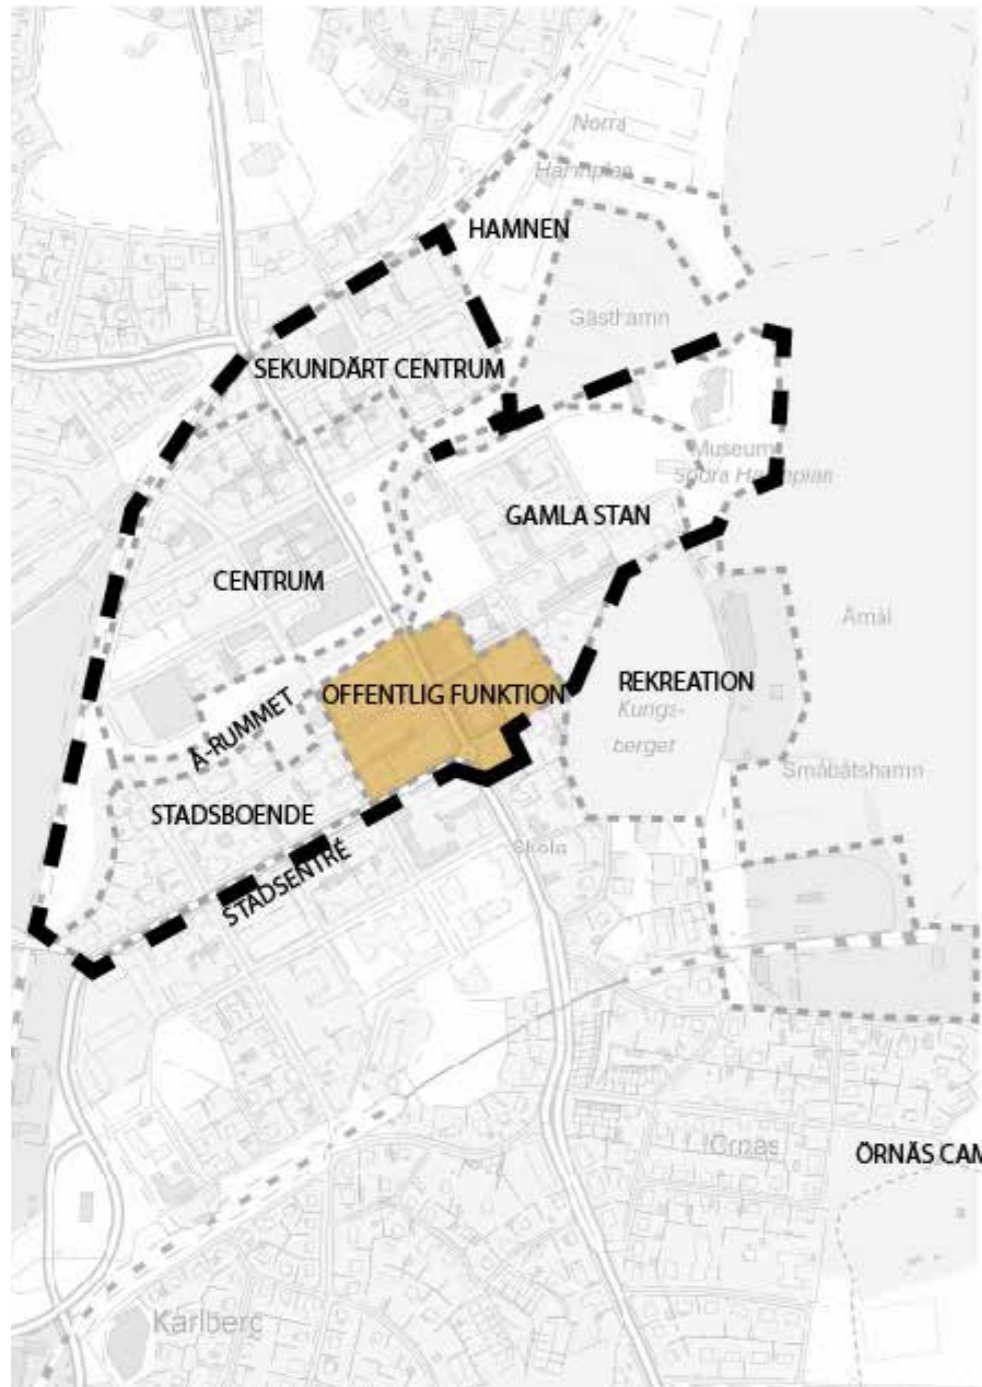 Norra
Hamnplan
HAMNEN
Gästhamn
SEKUNDÄRT CENTRUM
Museum
Södra Hamnplan
GAMLA STAN
CENTRUM
Åmål
REKREATION
OFFENTLIG FUNKTION
Kungs-
berget
Å-RUMMET
Småbåtshamn
STADSBOENDE
Skola
STADSENTRÉ
ÖRNÄS CAM
Karlberg